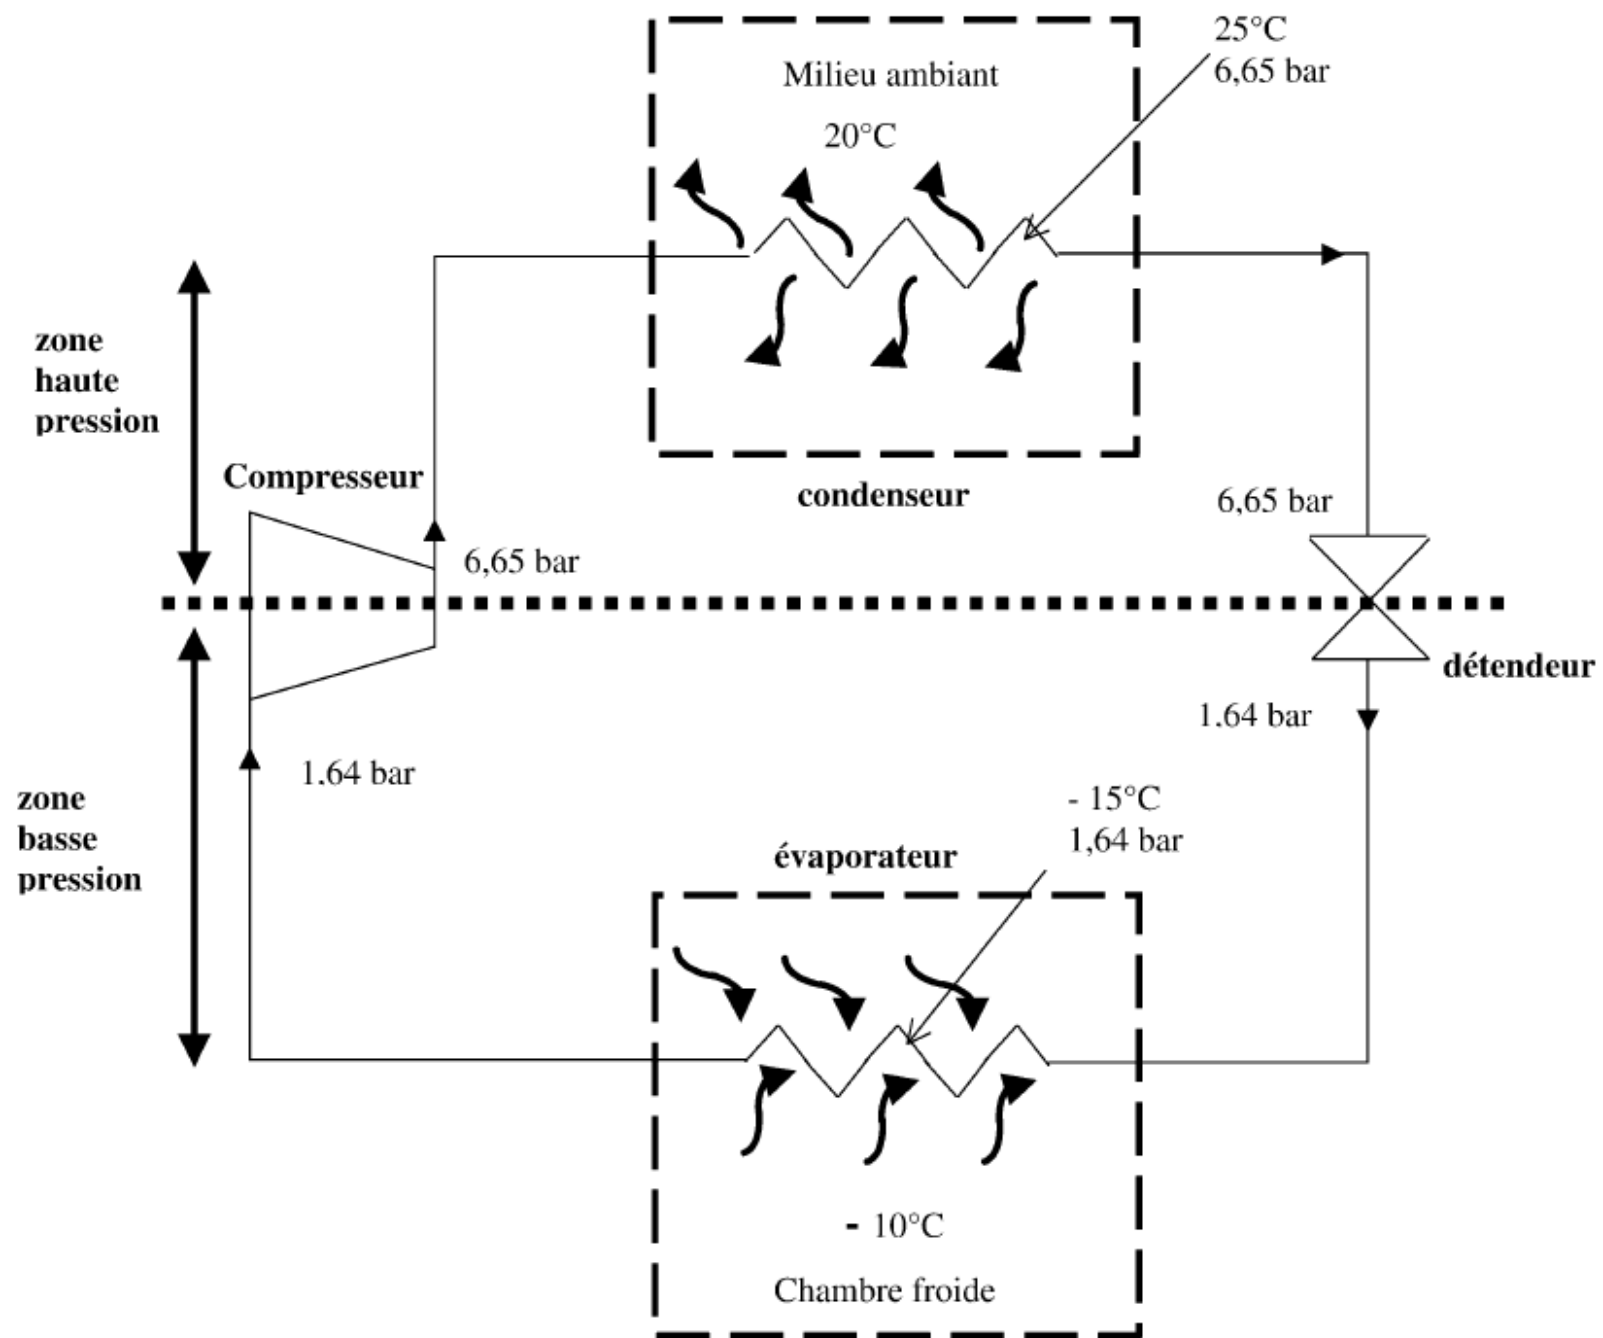 25°C
6,65 bar
Milieu ambiant
20°C
zone
haute
pression
Compresseur
condenseur
6,65 bar
6,65 bar
détendeur
1.64 bar
1.64 bar
zone
basse
pression
- 15°C
1,64 bar
évaporateur
- 10°C
Chambre froide